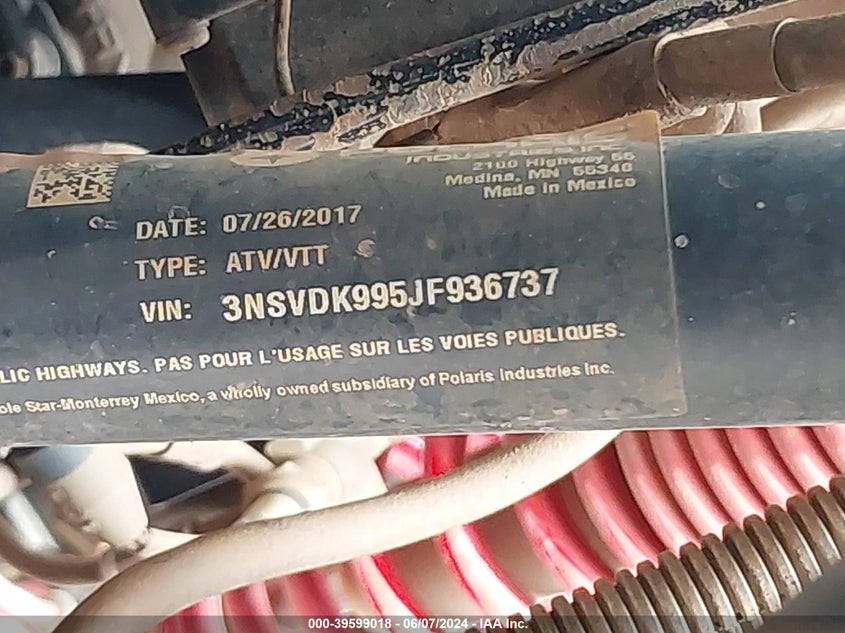 INDUSTRIES INC.
2100 Highway 55
Medina, MN 55340
Made in Mexico
DATE: 07/26/2017
TYPE: ATV/VTT
VIN: 3NSVDK995JF936737
LIC HIGHWAYS. PAS POUR L'USAGE SUR LES VOIES PUBLIQUES.
ole Star-Monterrey Mexico, a wholly owned subsidiary of Polaris Industries Inc.
000-39599018 - 06/07/2024 - IAA Inc.